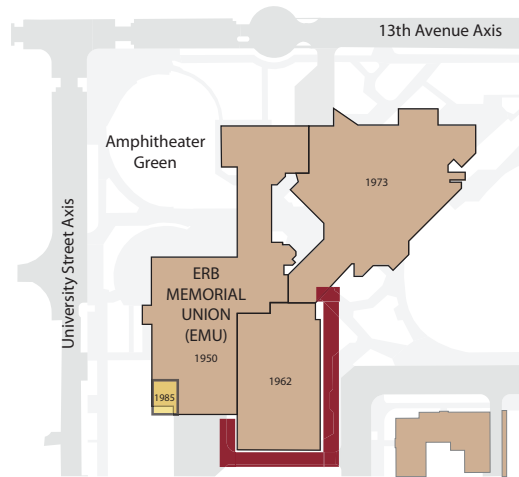 13th Avenue Axis
Amphitheater
Green
1973
University Street Axis
ERB
MEMORIAL
UNION
(EMU)
1950
1962
1985